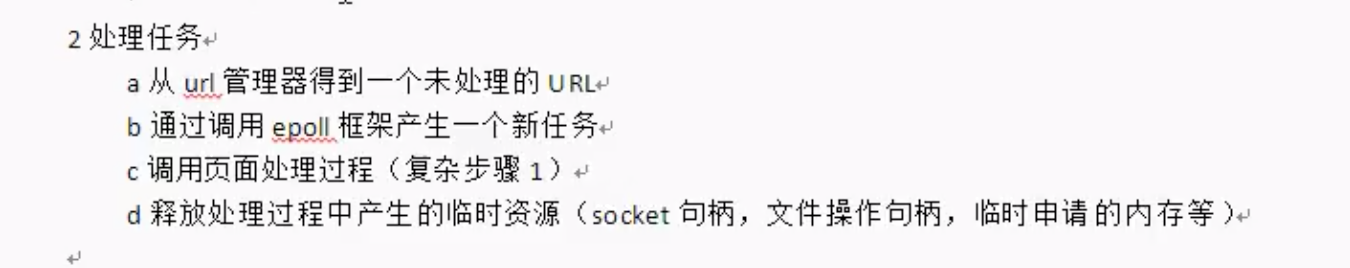 2 处理任务
a 从 url 管理器得到一个未处理的 URL
b 通过调用 epoll 框架产生一个新任务
c 调用页面处理过程（复杂步骤 1）
d 释放处理过程中产生的临时资源（socket 句柄，文件操作句柄，临时申请的内存等）